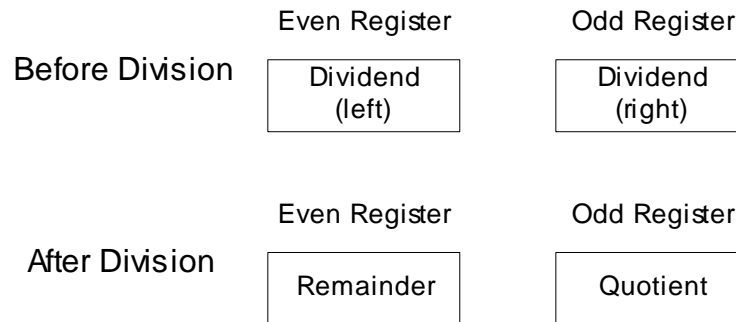 Even Register Odd Register
Before Division
Dividend
(left)
Dividend
(right)
Even Register Odd Register
After Division
Remainder
Quotient